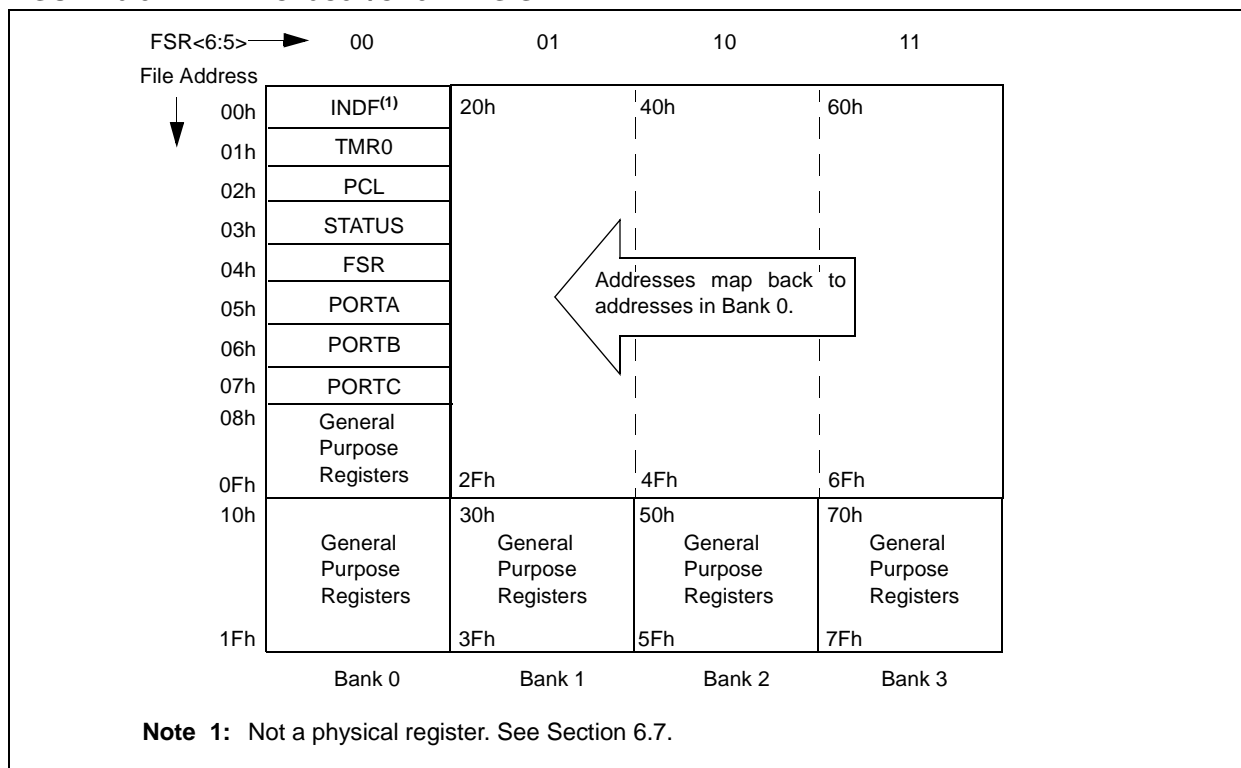 FSR<6:5> 00 01 10 11
File Address
00h INDF(1) 20h 40h 60h
01h TMR0
02h PCL
03h STATUS
04h FSR
Addresses map back to
05h PORTA
addresses in Bank 0.
06h PORTB
07h PORTC
08h General
Purpose
Registers
0Fh 2Fh 4Fh 6Fh
10h 30h 50h 70h
General General General General
Purpose Purpose Purpose Purpose
Registers Registers Registers Registers
1Fh 3Fh 5Fh 7Fh
Bank 0 Bank 1 Bank 2 Bank 3
Note 1: Not a physical register. See Section 6.7.